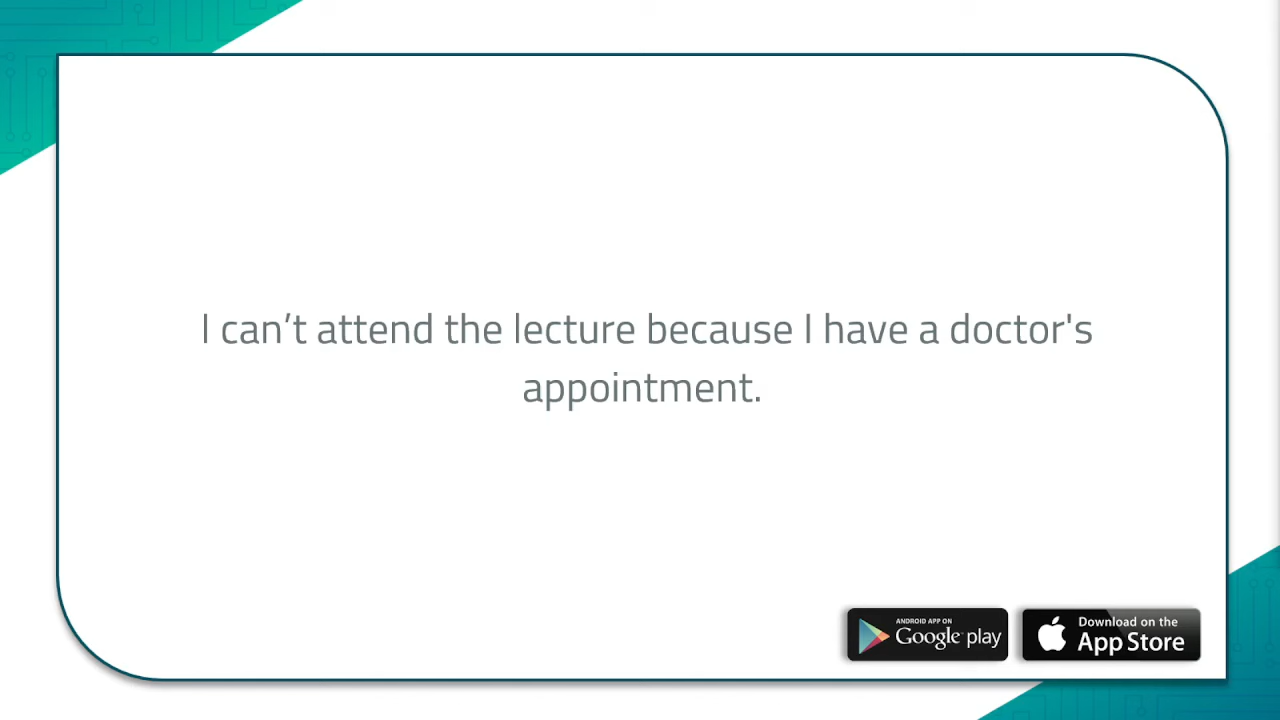 I can’t attend the lecture because I have a doctor's
appointment.
ANDROID APP ON
Google play
Download on the
App Store